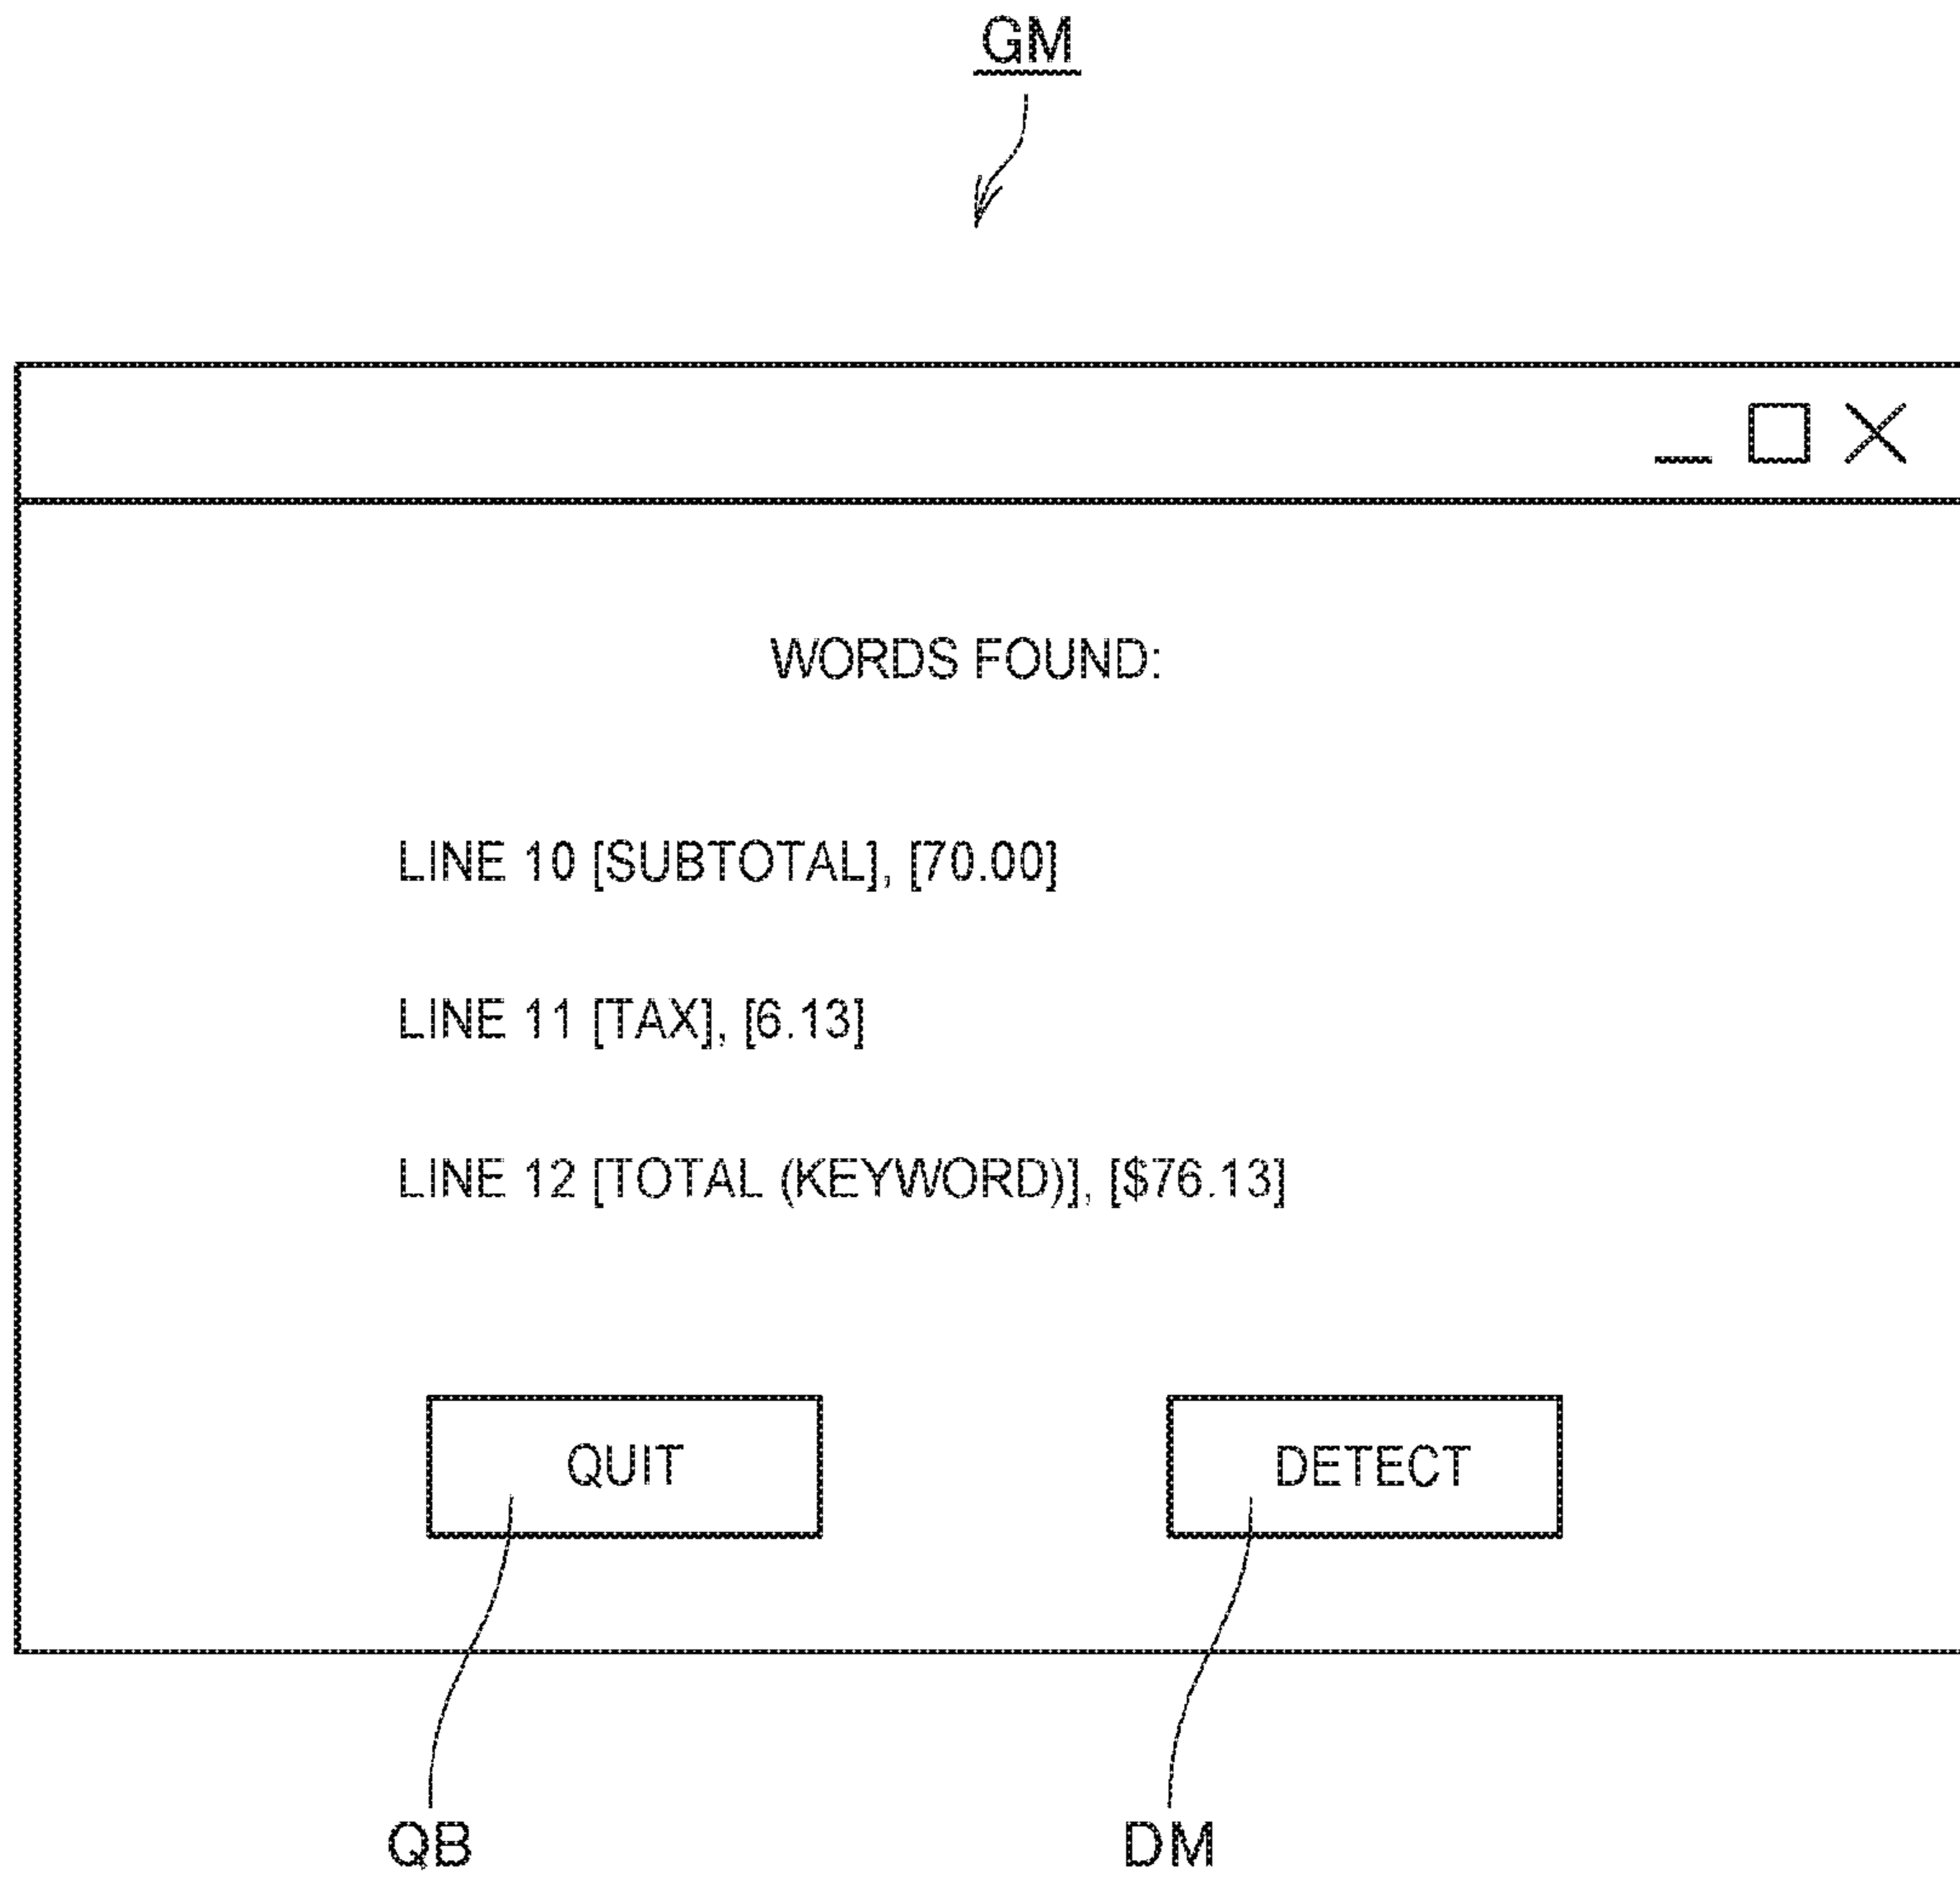 GM
WORDS FOUND:
LINE 10 [SUBTOTAL], [70.00]
LINE 11 [TAX], [6.13]
LINE 12 [TOTAL (KEYWORD)], [$76.13]
QUIT DETECT
QB DM